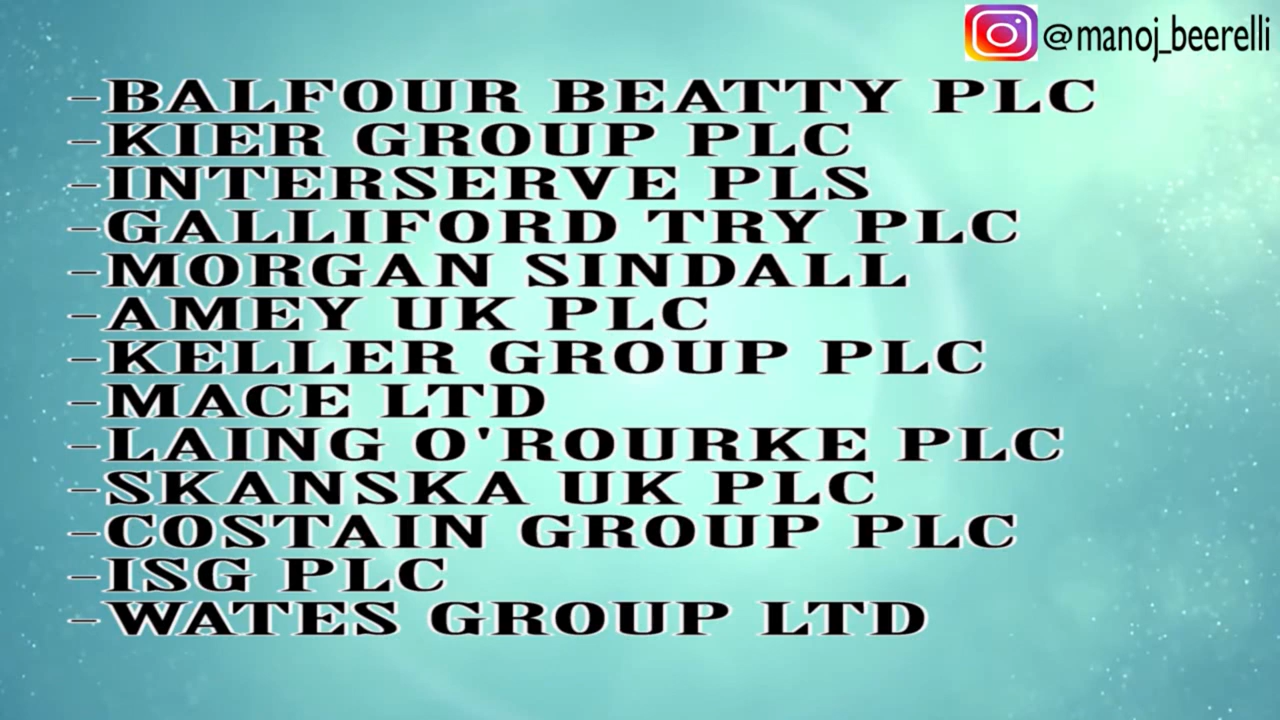 @manoj_beerelli
-BALFOUR BEATTY PLC
-KIER GROUP PLC
-INTERSERVE PLS
-GALLIFORD TRY PLC
-MORGAN SINDALL
-AMEY UK PLC
-KELLER GROUP PLC
-MACE LTD
-LAING O'ROURKE PLC
-SKANSKA UK PLC
-COSTAIN GROUP PLC
-ISG PLC
-WATES GROUP LTD